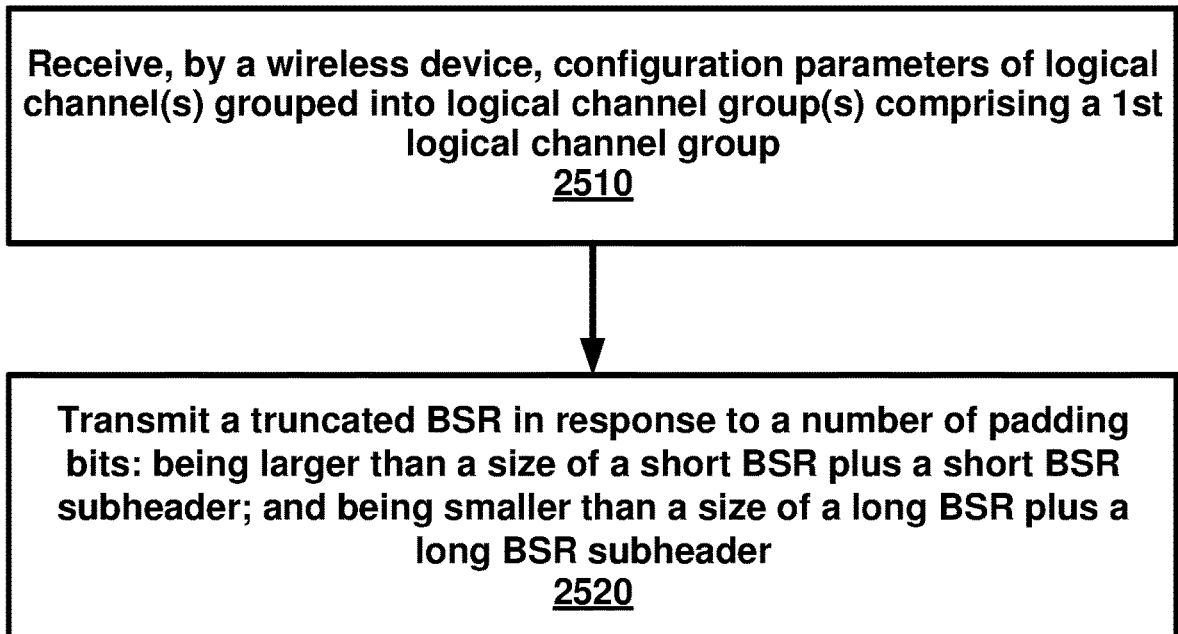 Receive, by a wireless device, configuration parameters of logical
channel(s) grouped into logical channel group(s) comprising a 1st
logical channel group
2510
Transmit a truncated BSR in response to a number of padding
bits: being larger than a size of a short BSR plus a short BSR
subheader; and being smaller than a size of a long BSR plus a
long BSR subheader
2520